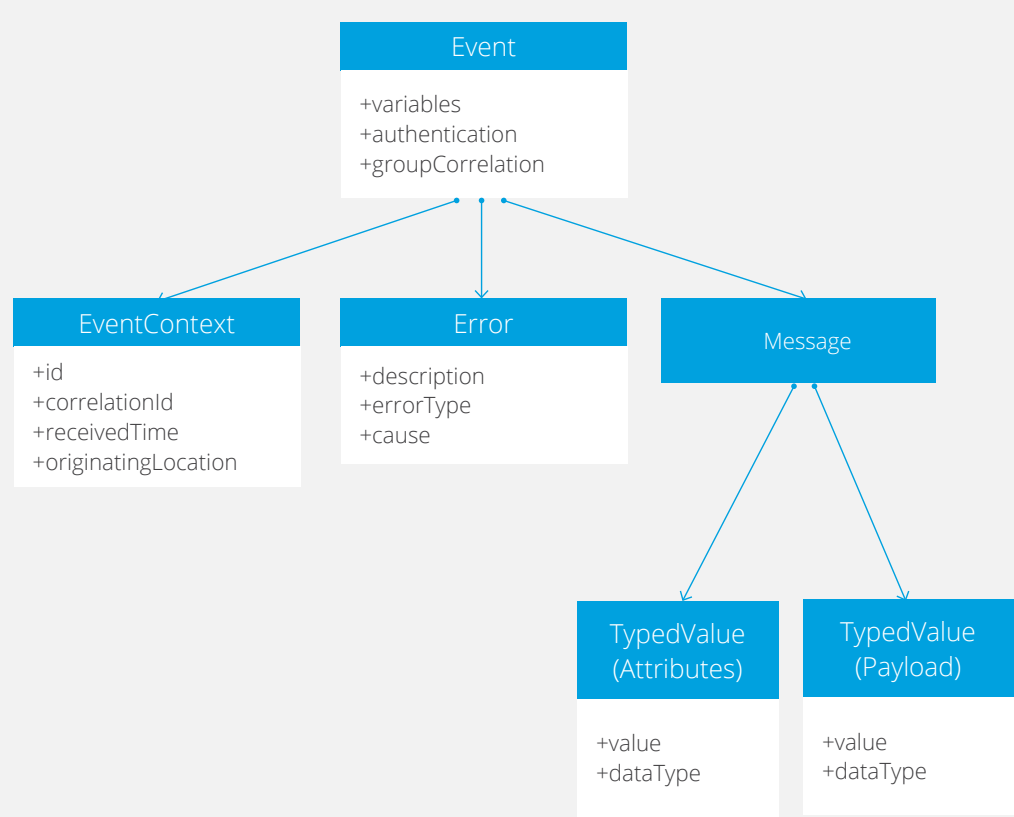 Event
+variables
+authentication
+groupCorrelation
EventContext
+id
+correlationId
+receivedTime
+originatingLocation
Error
+description
+errorType
+cause
Message
TypedValue
(Attributes)
+value
+dataType
TypedValue
(Payload)
+value
+dataType